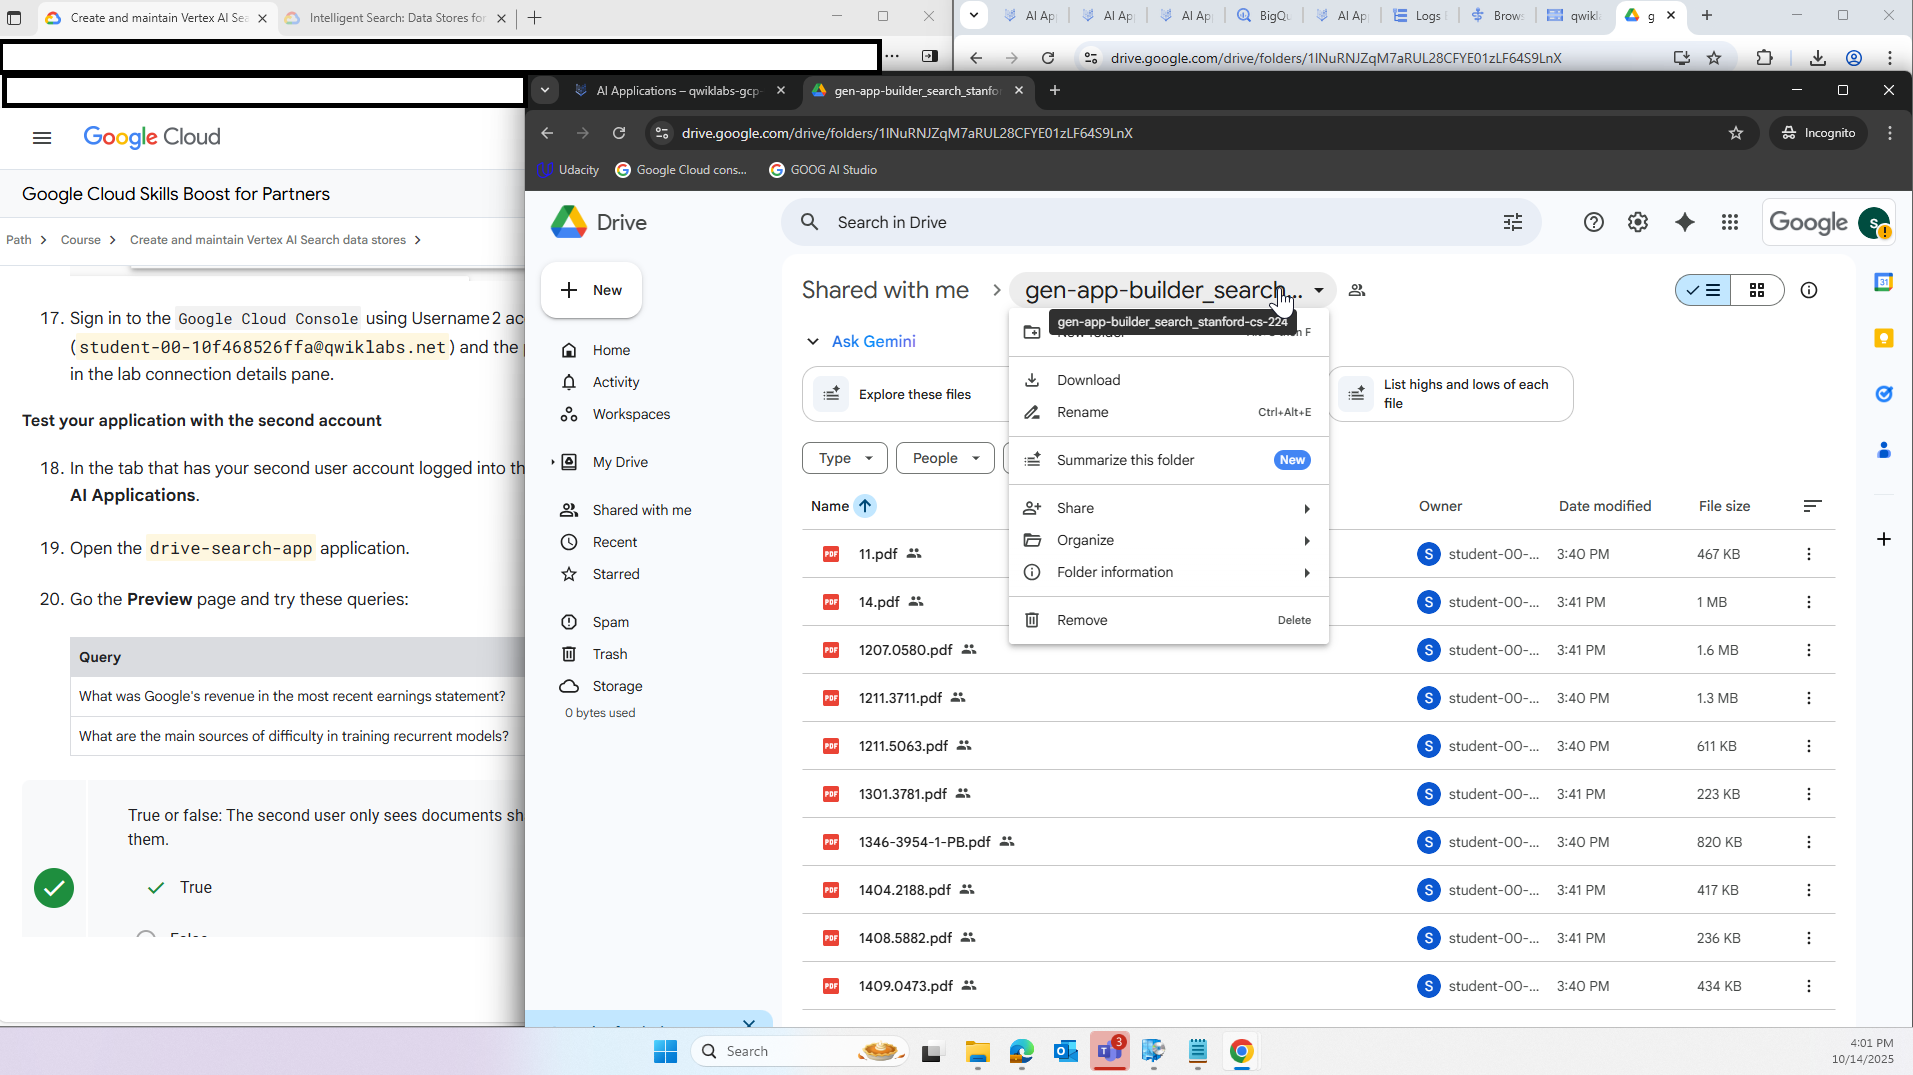 Create and maintain Vertex AI Sea
Intelligent Search: Data Stores for
AI Ap
AI Ap
AI Ap
BigQu
AI Ap
Logs
Brows
qwikla
g
drive.google.com/drive/folders/1INuRNJZqM7aRUL28CFYE01zLF64S9LnX
AI Applications – qwiklabs-gcp-
gen-app-builder_search_stanfo
drive.google.com/drive/folders/1INuRNJZqM7aRUL28CFYE01zLF64S9LnX
Incognito
Udacity
Google Cloud cons...
GOOG AI Studio
Google Cloud
Google Cloud Skills Boost for Partners
Path > Course > Create and maintain Vertex AI Search data stores >
17. Sign in to the Google Cloud Console using Username2 ac
(student-00-10f468526ffa@qwiklabs.net) and the
in the lab connection details pane.
Test your application with the second account
18. In the tab that has your second user account logged into th
AI Applications.
19. Open the drive-search-app application.
20. Go the Preview page and try these queries:
Query
What was Google's revenue in the most recent earnings statement?
What are the main sources of difficulty in training recurrent models?
True or false: The second user only sees documents sh
them.
True
Drive
Search in Drive
Google
S
New
Home
Activity
Workspaces
My Drive
Shared with me
Recent
Starred
Spam
Trash
Storage
0 bytes used
Shared with me > gen-app-builder_search...
gen-app-builder_search_stanford-cs-224
Ask Gemini
Explore these files
List highs and lows of each
file
Type
People
Download
Rename Ctrl+Alt+E
Summarize this folder New
Share
Organize
Folder information
Remove Delete
Name Owner Date modified File size
PDF 11.pdf S student-00-... 3:40 PM 467 KB
PDF 14.pdf S student-00-... 3:41 PM 1 MB
PDF 1207.0580.pdf S student-00-... 3:41 PM 1.6 MB
PDF 1211.3711.pdf S student-00-... 3:40 PM 1.3 MB
PDF 1211.5063.pdf S student-00-... 3:40 PM 611 KB
PDF 1301.3781.pdf S student-00-... 3:41 PM 223 KB
PDF 1346-3954-1-PB.pdf S student-00-... 3:40 PM 820 KB
PDF 1404.2188.pdf S student-00-... 3:41 PM 417 KB
PDF 1408.5882.pdf S student-00-... 3:41 PM 236 KB
PDF 1409.0473.pdf S student-00-... 3:40 PM 434 KB
31
Search
3
4:01 PM
10/14/2025